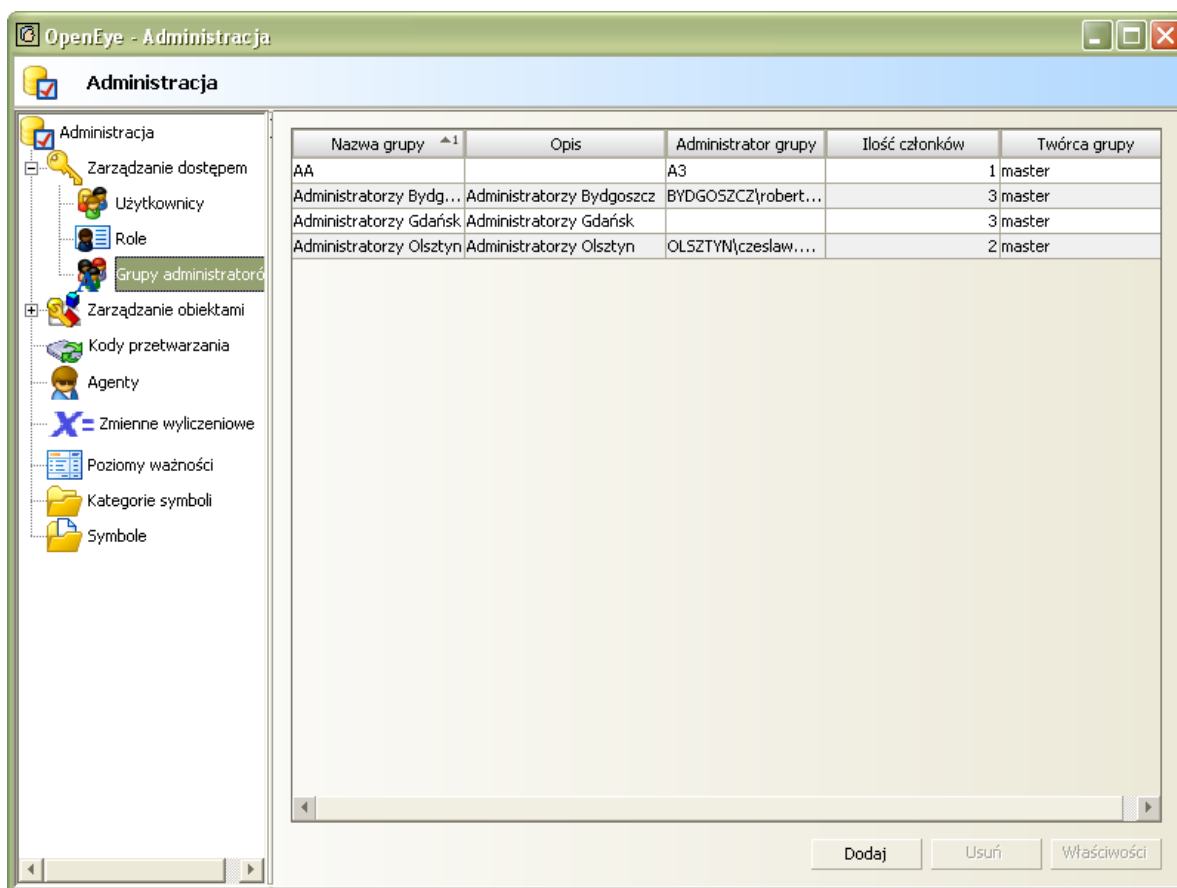 OpenEye - Administracja
Administracja
Administracja
Zarządzanie dostępem
Użytkownicy
Role
Grupy administratoró
Zarządzanie obiektami
Kody przetwarzania
Agenty
Zmienne wyliczeniowe
Poziomy ważności
Kategorie symboli
Symbole
Nazwa grupy 1 Opis Administrator grupy Ilość członków Twórca grupy
AA A3 1 master
Administratorzy Bydg... Administratorzy Bydgoszcz BYDGOSZCZ\robert... 3 master
Administratorzy Gdańsk Administratorzy Gdańsk 3 master
Administratorzy Olsztyn Administratorzy Olsztyn OLSZTYN\czeslaw.... 2 master
Dodaj Usuń Właściwości